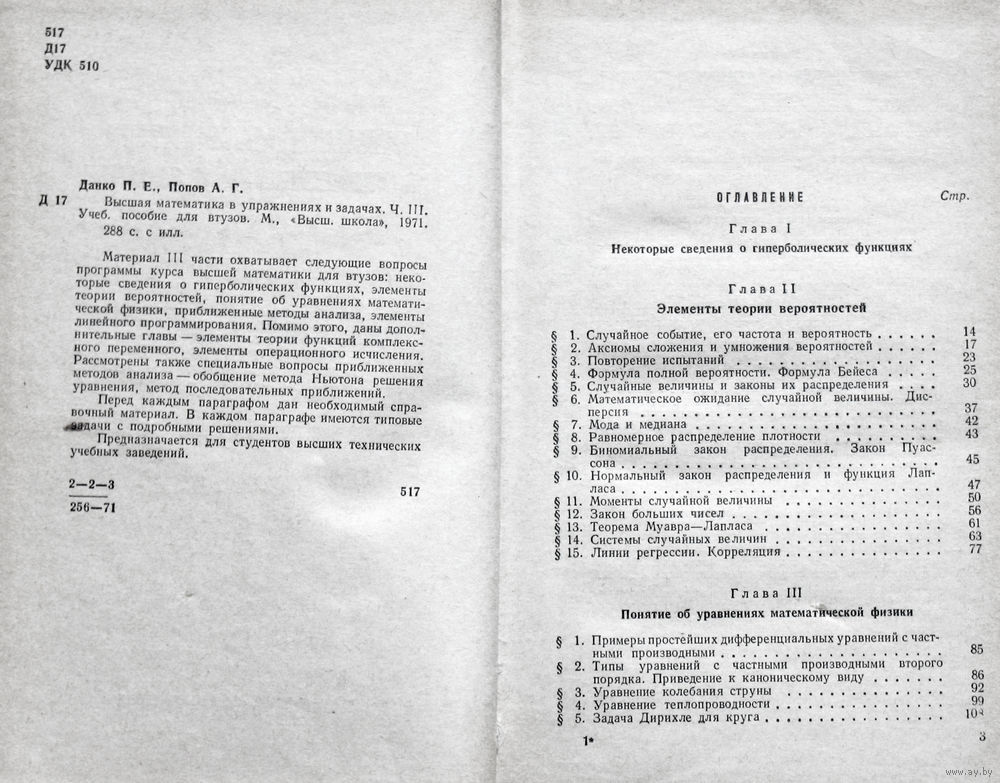 517
Д17
УДК 510
Данко П. Е., Попов А. Г.
Д 17 Высшая математика в упражнениях и задачах. Ч. III.
Учеб. пособие для втузов. М., «Высш. школа», 1971.
288 с. с илл.
Материал III части охватывает следующие вопросы
программы курса высшей математики для втузов: неко-
торые сведения о гиперболических функциях, элементы
теории вероятностей, понятие об уравнениях математи-
ческой физики, приближенные методы анализа, элементы
линейного программирования. Помимо этого, даны допол-
нительные главы — элементы теории функций комплекс-
ного переменного, элементы операционного исчисления.
Рассмотрены также специальные вопросы приближенных
методов анализа — обобщение метода Ньютона решения
уравнения, метод последовательных приближений.
Перед каждым параграфом дан необходимый спра-
вочный материал. В каждом параграфе имеются типовые
задачи с подробными решениями.
Предназначается для студентов высших технических
учебных заведений.
2—2—3
256—71
517
ОГЛАВЛЕНИЕ Стр.
Глава I
Некоторые сведения о гиперболических функциях
Глава II
Элементы теории вероятностей
§ 1. Случайное событие, его частота и вероятность . . . . . . 14
§ 2. Аксиомы сложения и умножения вероятностей . . . . . . 17
§ 3. Повторение испытаний . . . . . . . . . . . . . . . . . 23
§ 4. Формула полной вероятности. Формула Бейеса . . . . . 25
§ 5. Случайные величины и законы их распределения . . . . 30
§ 6. Математическое ожидание случайной величины. Дис-
персия . . . . . . . . . . . . . . . . . . . . . . . . 37
§ 7. Мода и медиана . . . . . . . . . . . . . . . . . . . . 42
§ 8. Равномерное распределение плотности . . . . . . . . . 43
§ 9. Биномиальный закон распределения. Закон Пуас-
сона . . . . . . . . . . . . . . . . . . . . . . . . . 45
§ 10. Нормальный закон распределения и функция Лап-
ласа . . . . . . . . . . . . . . . . . . . . . . . . . 47
§ 11. Моменты случайной величины . . . . . . . . . . . . . 50
§ 12. Закон больших чисел . . . . . . . . . . . . . . . . . 56
§ 13. Теорема Муавра—Лапласа . . . . . . . . . . . . . . . 61
§ 14. Системы случайных величин . . . . . . . . . . . . . . 63
§ 15. Линии регрессии. Корреляция . . . . . . . . . . . . . 77
Глава III
Понятие об уравнениях математической физики
§ 1. Примеры простейших дифференциальных уравнений с част-
ными производными . . . . . . . . . . . . . . . . . . 85
§ 2. Типы уравнений с частными производными второго
порядка. Приведение к каноническому виду . . . . . . . 86
§ 3. Уравнение колебания струны . . . . . . . . . . . . . 92
§ 4. Уравнение теплопроводности . . . . . . . . . . . . . . 99
§ 5. Задача Дирихле для круга . . . . . . . . . . . . . . .
1*
3
www.ay.by